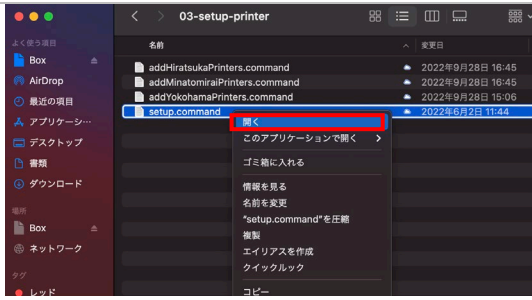 03-setup-printer
よく使う項目
Box
AirDrop
最近の項目
アプリケーシ…
デスクトップ
書類
ダウンロード
場所
Box
ネットワーク
タグ
レッド
名前
変更日
addHiratsukaPrinters.command
2022年9月28日 16:45
addMinatomiraiPrinters.command
2022年9月28日 16:45
addYokohamaPrinters.command
2022年9月28日 15:06
setup.command
2022年6月2日 11:44
開く
このアプリケーションで開く
ゴミ箱に入れる
情報を見る
名前を変更
"setup.command"を圧縮
複製
エイリアスを作成
クイックルック
コピー